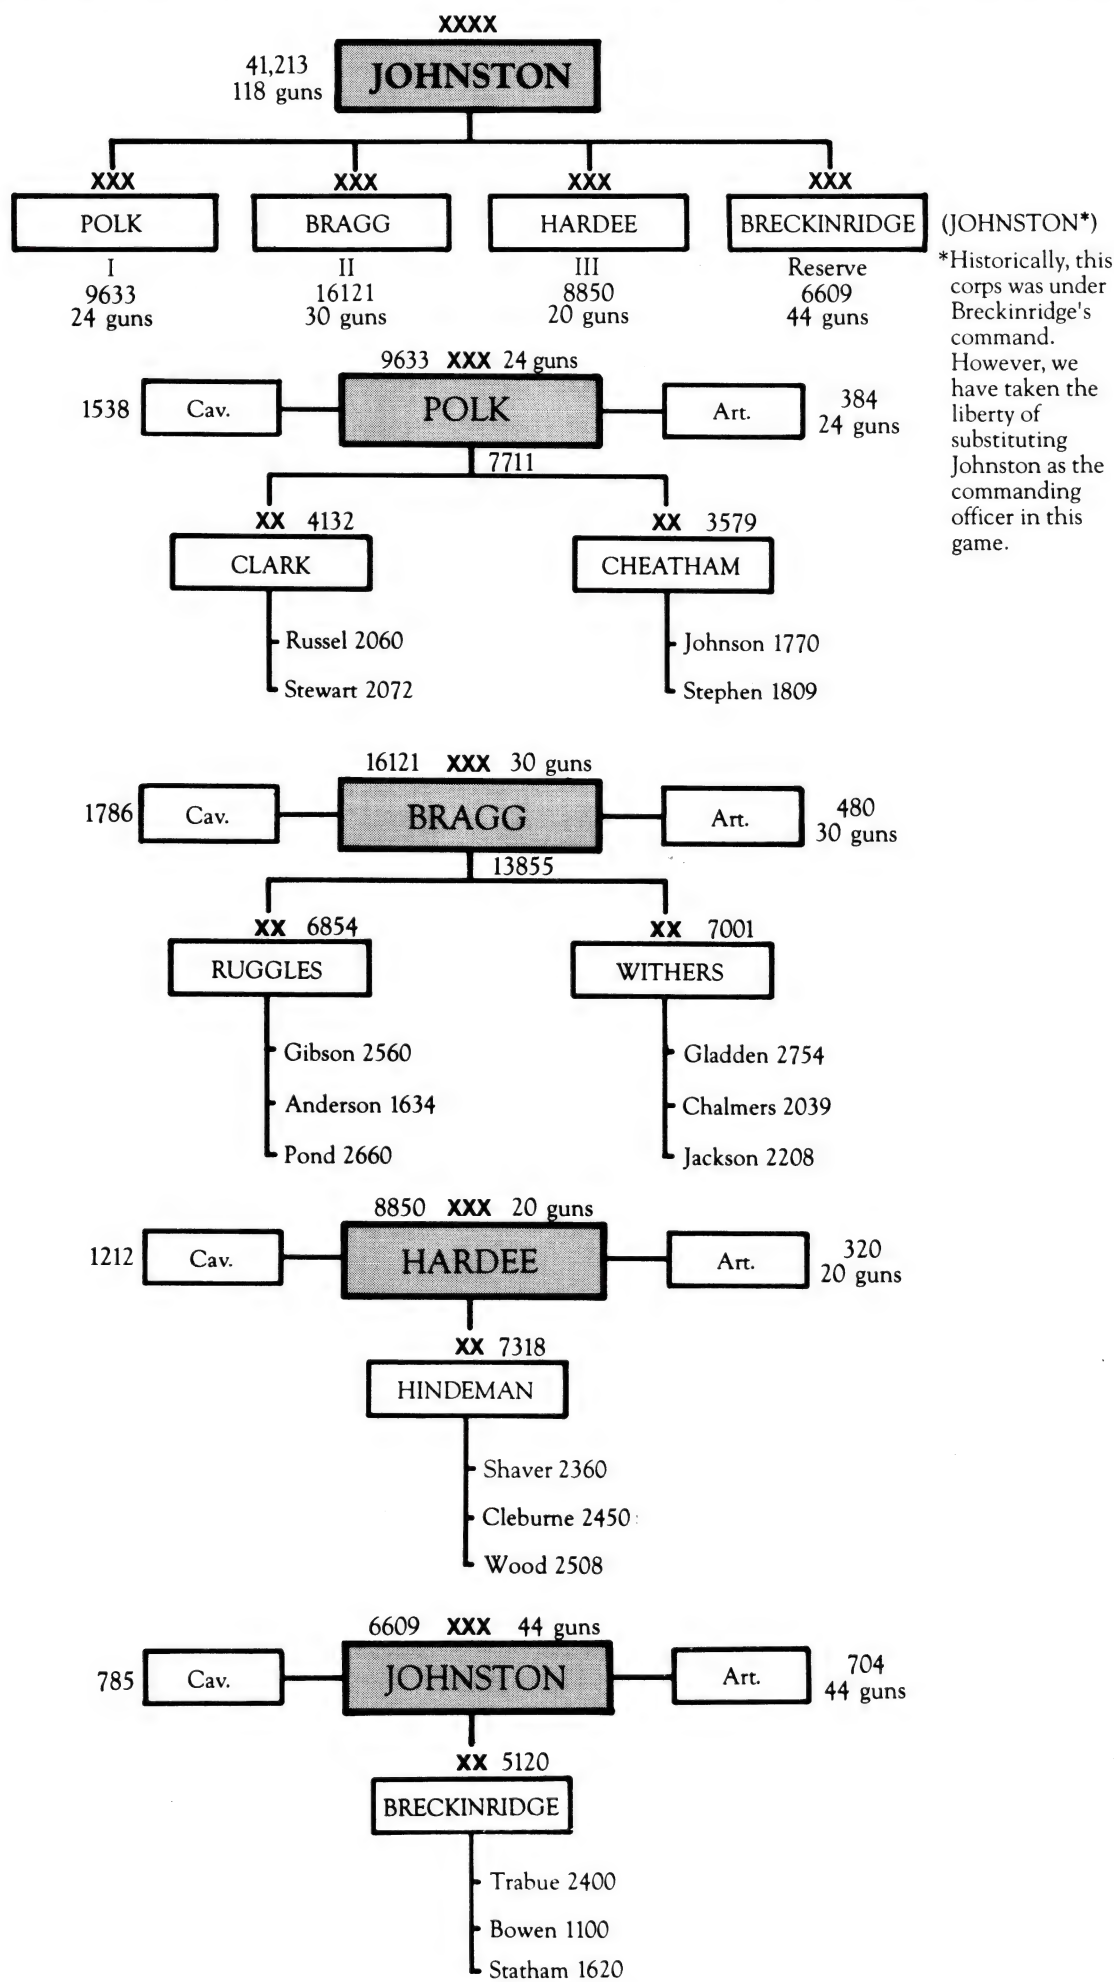 XXXX
41,213
118 guns
JOHNSTON
XXX
POLK
I
9633
24 guns
XXX
BRAGG
II
16121
30 guns
XXX
HARDEE
III
8850
20 guns
XXX
BRECKINRIDGE
Reserve
6609
44 guns
(JOHNSTON*)
*Historically, this
corps was under
Breckinridge's
command.
However, we
have taken the
liberty of
substituting
Johnston as the
commanding
officer in this
game.
9633 XXX 24 guns
1538
Cav.
POLK
Art.
384
24 guns
7711
XX 4132
CLARK
Russel 2060
Stewart 2072
XX 3579
CHEATHAM
Johnson 1770
Stephen 1809
16121 XXX 30 guns
1786
Cav.
BRAGG
Art.
480
30 guns
13855
XX 6854
RUGGLES
Gibson 2560
Anderson 1634
Pond 2660
XX 7001
WITHERS
Gladden 2754
Chalmers 2039
Jackson 2208
8850 XXX 20 guns
1212
Cav.
HARDEE
Art.
320
20 guns
XX 7318
HINDEMAN
Shaver 2360
Cleburne 2450
Wood 2508
6609 XXX 44 guns
785
Cav.
JOHNSTON
Art.
704
44 guns
XX 5120
BRECKINRIDGE
Trabue 2400
Bowen 1100
Statham 1620